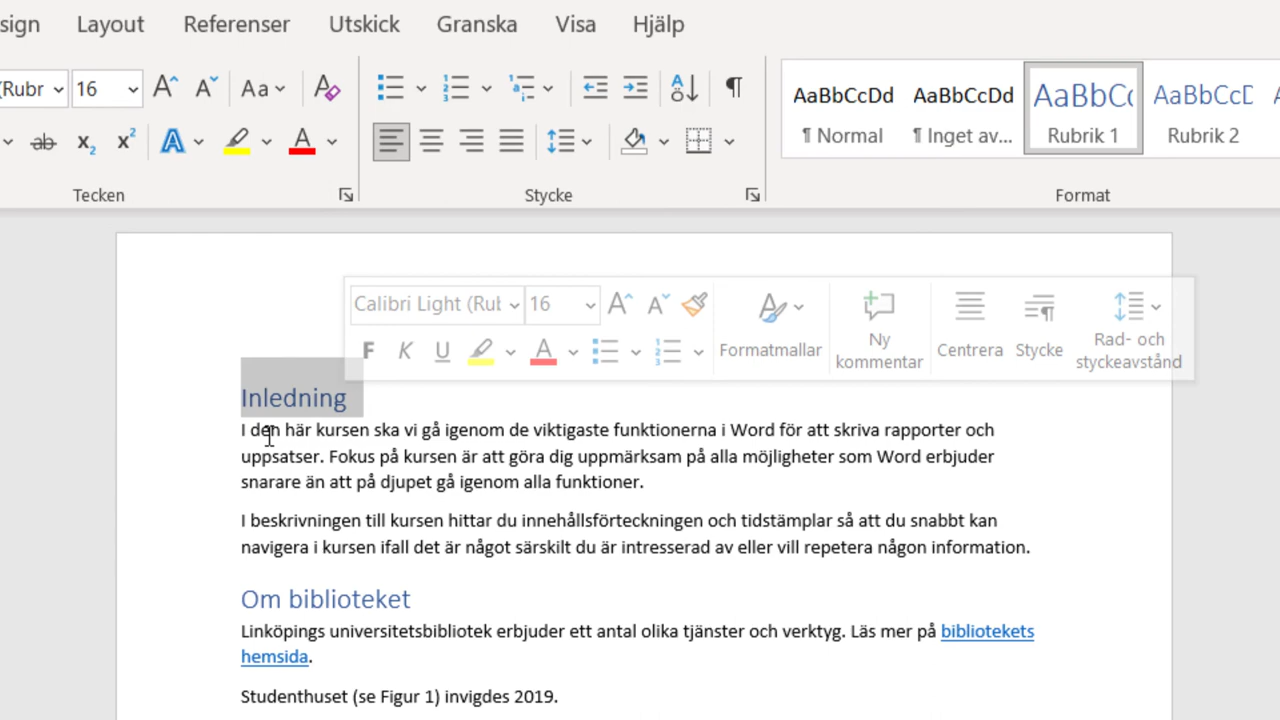 sign Layout Referenser Utskick Granska Visa Hjälp
(Rubr 16 A A Aa A
ab x2 x2 A A
AaBbCcDd AaBbCcDd AaBbCc AaBbCcD
¶ Normal ¶ Inget av... Rubrik 1 Rubrik 2
Tecken Stycke Format
Calibri Light (Rub 16 A A
F K U A
Formatmallar
Ny
kommentar
Centrera
Stycke
Rad- och
styckeavstånd
Inledning
I den här kursen ska vi gå igenom de viktigaste funktionerna i Word för att skriva rapporter och
uppsatser. Fokus på kursen är att göra dig uppmärksam på alla möjligheter som Word erbjuder
snarare än att på djupet gå igenom alla funktioner.
I beskrivningen till kursen hittar du innehållsförteckningen och tidstämplar så att du snabbt kan
navigera i kursen ifall det är något särskilt du är intresserad av eller vill repetera någon information.
Om biblioteket
Linköpings universitetsbibliotek erbjuder ett antal olika tjänster och verktyg. Läs mer på bibliotekets
hemsida.
Studenthuset (se Figur 1) invigdes 2019.